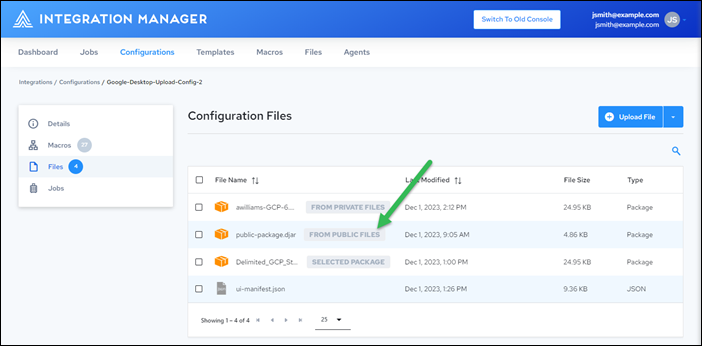 INTEGRATION MANAGER
Switch To Old Console
jsmith@example.com
jsmith@example.com
JS
Dashboard Jobs Configurations Templates Macros Files Agents
Integrations / Configurations / Google-Desktop-Upload-Config-2
Details
Macros 27
Files 4
Jobs
Configuration Files
Upload File
File Name Last Modified File Size Type
awilliams-GCP-6.... FROM PRIVATE FILES Dec 1, 2023, 2:12 PM 24.95 KB Package
public-package.djar FROM PUBLIC FILES Dec 1, 2023, 9:05 AM 4.86 KB Package
Delimited_GCP_St... SELECTED PACKAGE Dec 1, 2023, 1:00 PM 24.95 KB Package
ui-manifest.json Dec 1, 2023, 1:26 PM 9.36 KB JSON
Showing 1 – 4 of 4 25